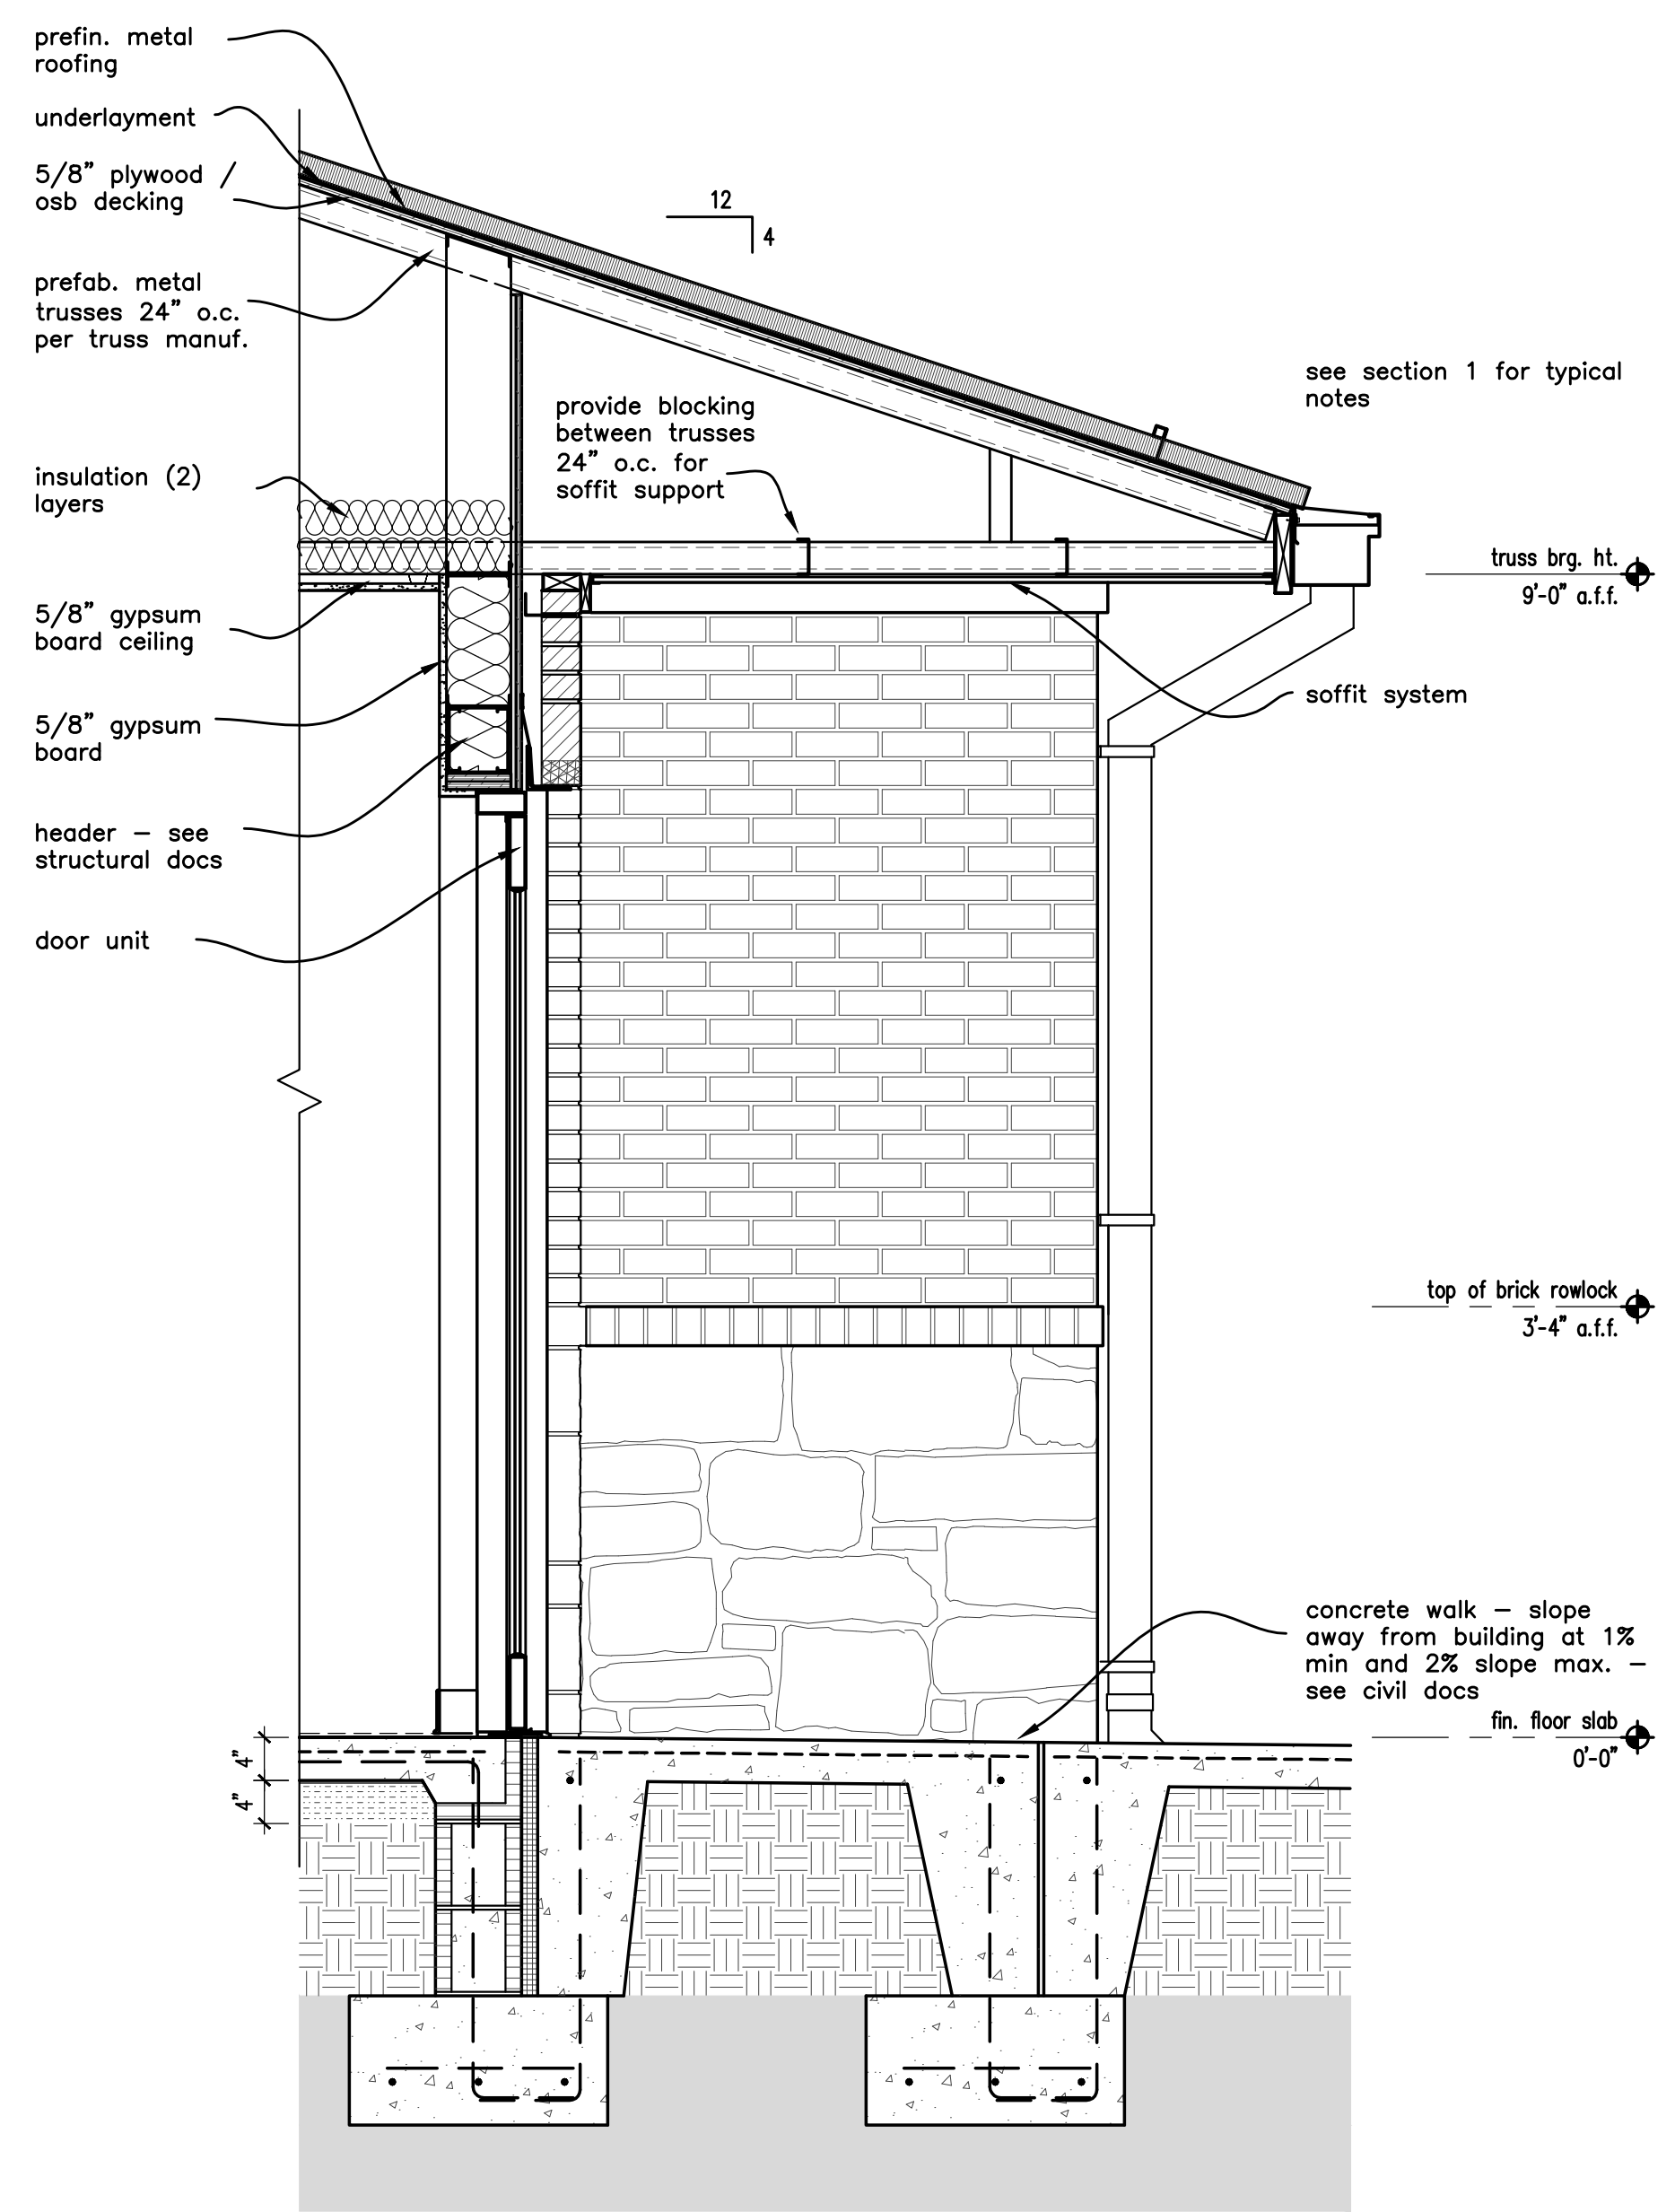 prefin. metal
roofing
underlayment
5/8" plywood /
osb decking
12
4
prefab. metal
trusses 24" o.c.
per truss manuf.
see section 1 for typical
notes
provide blocking
between trusses
24" o.c. for
soffit support
insulation (2)
layers
truss brg. ht.
9'-0" a.f.f.
5/8" gypsum
board ceiling
soffit system
5/8" gypsum
board
header – see
structural docs
door unit
top of brick rowlock
3'-4" a.f.f.
concrete walk – slope
away from building at 1%
min and 2% slope max. –
see civil docs
fin. floor slab
0'-0"
4"
4"